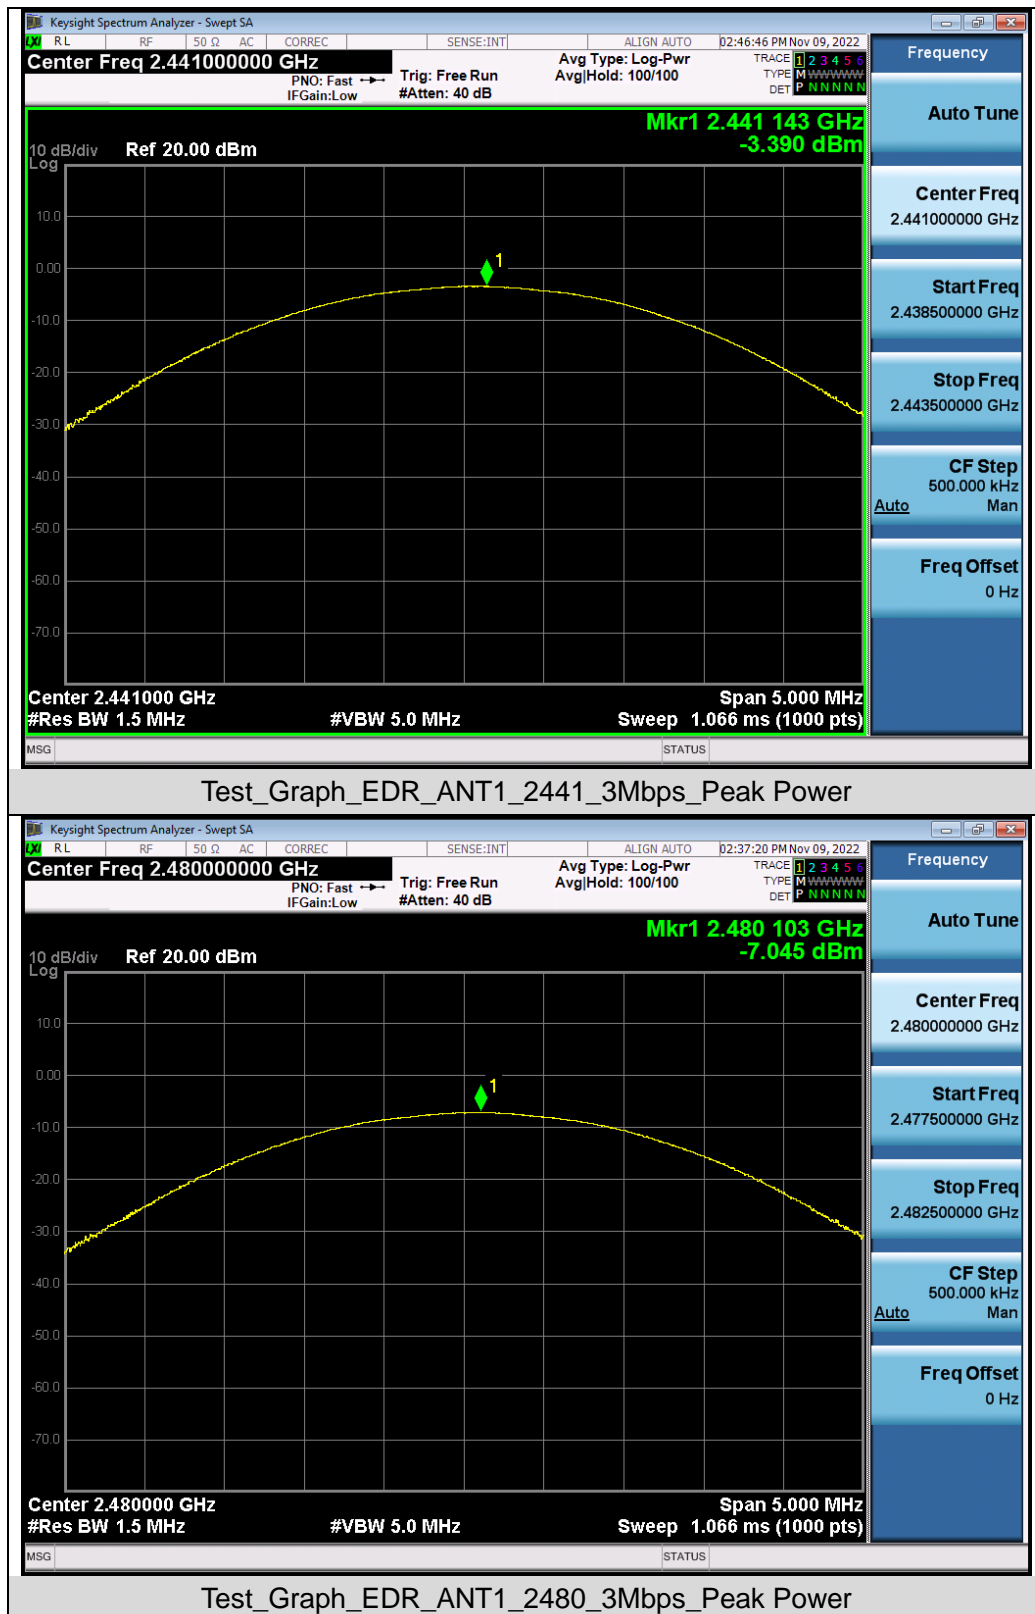 Keysight Spectrum Analyzer - Swept SA
LXI RL RF 50 Ω AC CORREC SENSE:INT ALIGN AUTO 02:46:46 PM Nov 09, 2022
Center Freq 2.441000000 GHz
PNO: Fast
IFGain:Low
Trig: Free Run
#Atten: 40 dB
Avg Type: Log-Pwr
Avg|Hold: 100/100
TRACE 1 2 3 4 5 6
TYPE M WWWWW
DET P N N N N N
Mkr1 2.441 143 GHz
-3.390 dBm
10 dB/div Ref 20.00 dBm
Log
10.0
0.00
1
-10.0
-20.0
-30.0
-40.0
-50.0
-60.0
-70.0
Center 2.441000 GHz Span 5.000 MHz
#Res BW 1.5 MHz #VBW 5.0 MHz Sweep 1.066 ms (1000 pts)
MSG STATUS
Frequency
Auto Tune
Center Freq
2.441000000 GHz
Start Freq
2.438500000 GHz
Stop Freq
2.443500000 GHz
CF Step
500.000 kHz
Auto Man
Freq Offset
0 Hz
Test_Graph_EDR_ANT1_2441_3Mbps_Peak Power
Keysight Spectrum Analyzer - Swept SA
LXI RL RF 50 Ω AC CORREC SENSE:INT ALIGN AUTO 02:37:20 PM Nov 09, 2022
Center Freq 2.480000000 GHz
PNO: Fast
IFGain:Low
Trig: Free Run
#Atten: 40 dB
Avg Type: Log-Pwr
Avg|Hold: 100/100
TRACE 1 2 3 4 5 6
TYPE M WWWWW
DET P N N N N N
Mkr1 2.480 103 GHz
-7.045 dBm
10 dB/div Ref 20.00 dBm
Log
10.0
0.00
1
-10.0
-20.0
-30.0
-40.0
-50.0
-60.0
-70.0
Center 2.480000 GHz Span 5.000 MHz
#Res BW 1.5 MHz #VBW 5.0 MHz Sweep 1.066 ms (1000 pts)
MSG STATUS
Frequency
Auto Tune
Center Freq
2.480000000 GHz
Start Freq
2.477500000 GHz
Stop Freq
2.482500000 GHz
CF Step
500.000 kHz
Auto Man
Freq Offset
0 Hz
Test_Graph_EDR_ANT1_2480_3Mbps_Peak Power